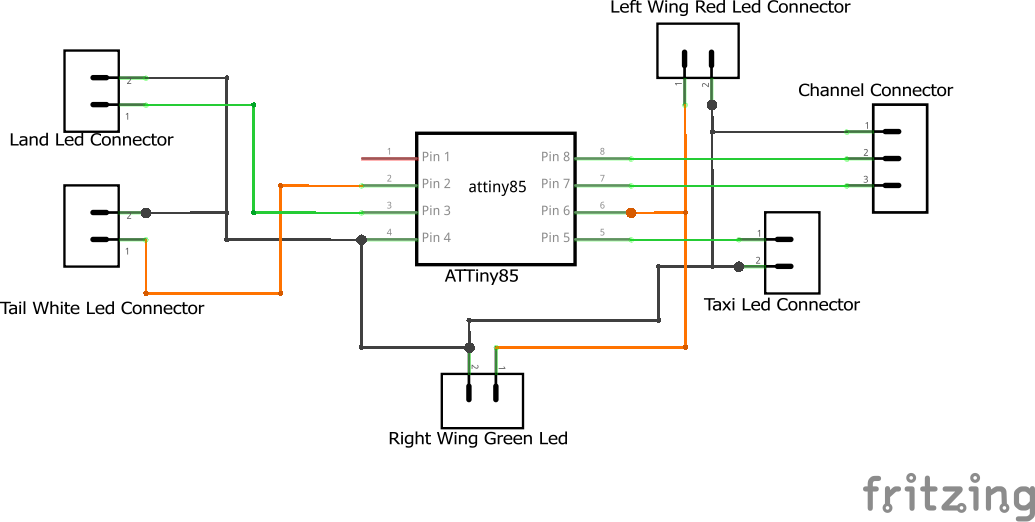 Left Wing Red Led Connector
1 2
2
1
Land Led Connector
Channel Connector
1
2
3
1 Pin 1 Pin 8 8
2 Pin 2 attiny85 Pin 7 7
3 Pin 3 Pin 6 6
4 Pin 4 Pin 5 5
ATTiny85
2
1
Tail White Led Connector
1
2
Taxi Led Connector
2 1
Right Wing Green Led
fritzing